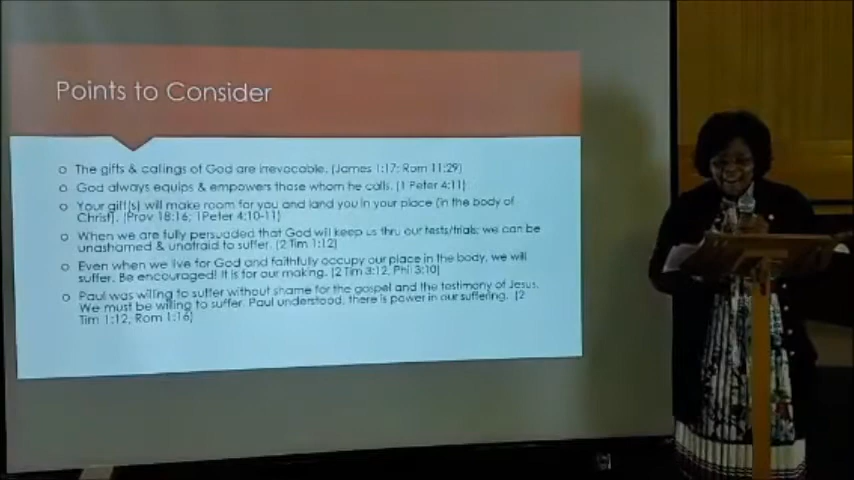 Points to Consider
The gifts & callings of God are irrevocable. (James 1:17; Rom 11:29)
God always equips & empowers those whom he calls. (1 Peter 4:11)
Your gift(s) will make room for you and land you in your place (in the body of
Christ). (Prov 18:16; 1Peter 4:10-11)
When we are fully persuaded that God will keep us thru our tests/trials; we can be
unashamed & unafraid to suffer. (2 Tim 1:12)
Even when we live for God and faithfully occupy our place in the body, we will
suffer. Be encouraged! It is for our making. (2 Tim 3:12, Phi 3:10)
Paul was willing to suffer without shame for the gospel and the testimony of Jesus.
We must be willing to suffer. Paul understood, there is power in our suffering. (2
Tim 1:12, Rom 1:16)